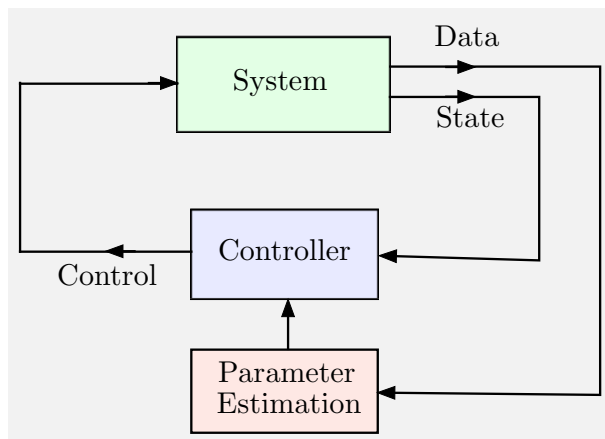 Data
System
State
Controller
Control
Parameter
Estimation